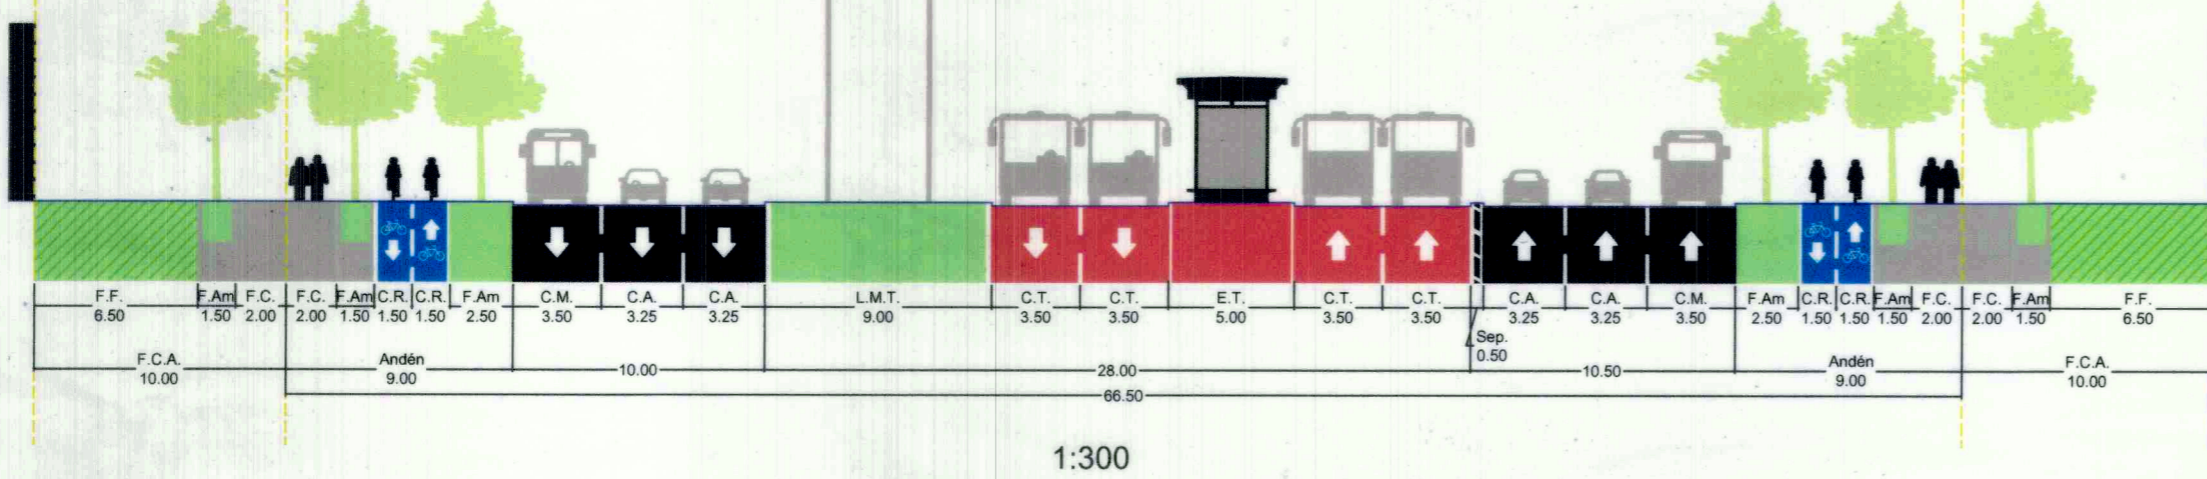 F.F. F.Am F.C. F.C. F.Am C.R. C.R. F.Am C.M. C.A. C.A. L.M.T. C.T. C.T. E.T. C.T. C.T. C.A. C.A. C.M. F.Am C.R. C.R. F.Am F.C. F.C. F.Am F.F.
6.50 1.50 2.00 2.00 1.50 1.50 1.50 2.50 3.50 3.25 3.25 9.00 3.50 3.50 5.00 3.50 3.50 3.25 3.25 3.50 2.50 1.50 1.50 1.50 2.00 2.00 1.50 6.50
Sep.
0.50
F.C.A. Andén 10.00 28.00 10.50 Andén F.C.A.
10.00 9.00 9.00 10.00
66.50
1:300